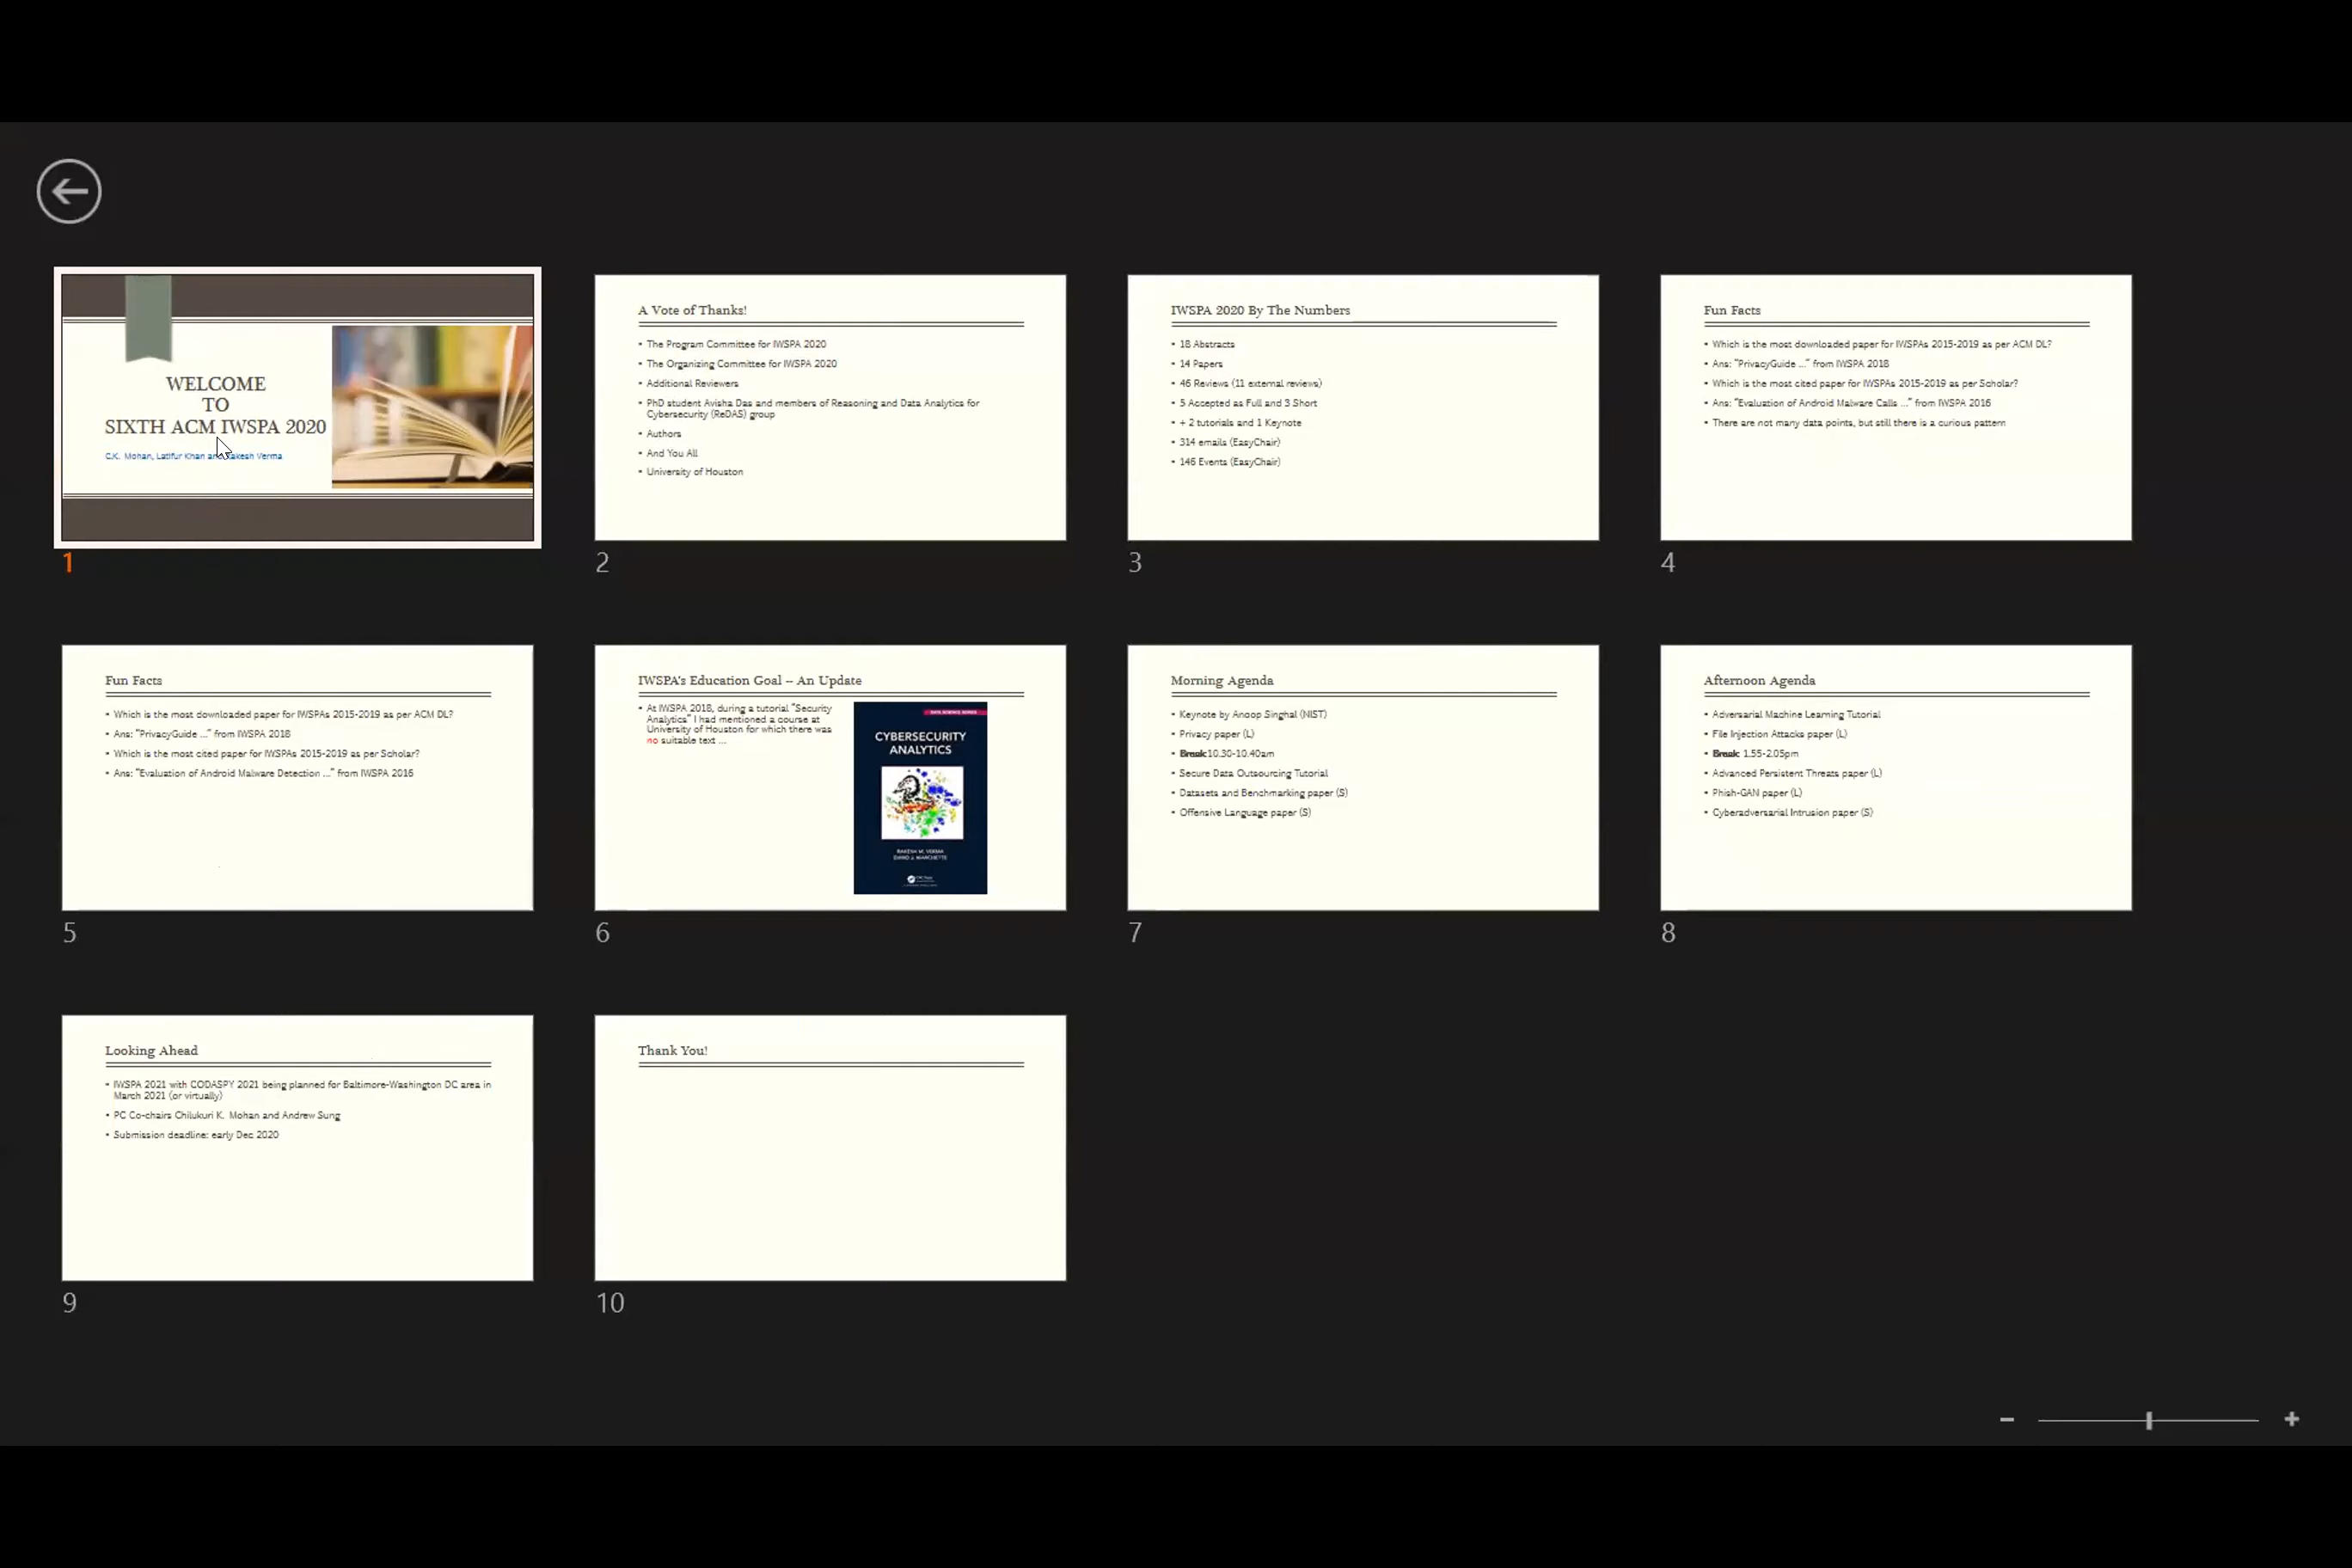 WELCOME
TO
SIXTH ACM IWSPA 2020
C.K. Mohan, Latifur Khan and Rakesh Verma
1
A Vote of Thanks!
• The Program Committee for IWSPA 2020
• The Organizing Committee for IWSPA 2020
• Additional Reviewers
• PhD student Avisha Das and members of Reasoning and Data Analytics for
Cybersecurity (ReDAS) group
• Authors
• And You All
• University of Houston
2
IWSPA 2020 By The Numbers
• 18 Abstracts
• 14 Papers
• 46 Reviews (11 external reviews)
• 5 Accepted as Full and 3 Short
• + 2 tutorials and 1 Keynote
• 314 emails (EasyChair)
• 146 Events (EasyChair)
3
Fun Facts
• Which is the most downloaded paper for IWSPAs 2015-2019 as per ACM DL?
• Ans: "PrivacyGuide ..." from IWSPA 2018
• Which is the most cited paper for IWSPAs 2015-2019 as per Scholar?
• Ans: "Evaluation of Android Malware Calls ..." from IWSPA 2016
• There are not many data points, but still there is a curious pattern
4
Fun Facts
• Which is the most downloaded paper for IWSPAs 2015-2019 as per ACM DL?
• Ans: "PrivacyGuide ..." from IWSPA 2018
• Which is the most cited paper for IWSPAs 2015-2019 as per Scholar?
• Ans: "Evaluation of Android Malware Detection ..." from IWSPA 2016
5
IWSPA's Education Goal – An Update
• At IWSPA 2018, during a tutorial "Security
Analytics" I had mentioned a course at
University of Houston for which there was
no suitable text ...
DATA SCIENCE SERIES
CYBERSECURITY
ANALYTICS
RAKESH M. VERMA
DAVID J. MARCHETTE
6
Morning Agenda
• Keynote by Anoop Singhal (NIST)
• Privacy paper (L)
• Break 10.30-10.40am
• Secure Data Outsourcing Tutorial
• Datasets and Benchmarking paper (S)
• Offensive Language paper (S)
7
Afternoon Agenda
• Adversarial Machine Learning Tutorial
• File Injection Attacks paper (L)
• Break 1.55-2.05pm
• Advanced Persistent Threats paper (L)
• Phish-GAN paper (L)
• Cyberadversarial Intrusion paper (S)
8
Looking Ahead
• IWSPA 2021 with CODASPY 2021 being planned for Baltimore-Washington DC area in
March 2021 (or virtually)
• PC Co-chairs Chilukuri K. Mohan and Andrew Sung
• Submission deadline: early Dec 2020
9
Thank You!
10